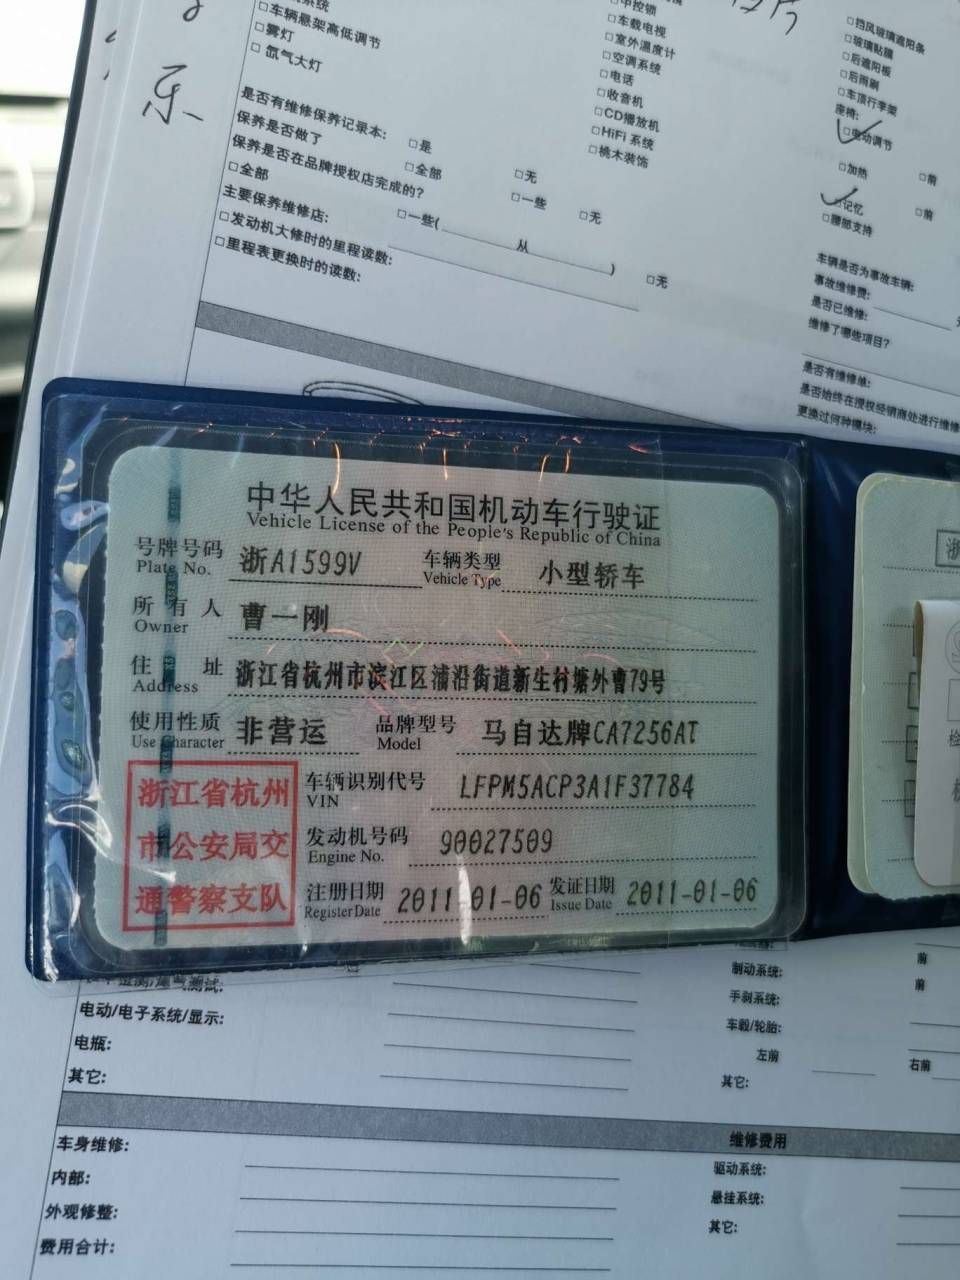 乐
车辆悬架高低调节
□雾灯
□氙气大灯
是否有维修保养记录本: □是
保养是否做了 □全部 □无
保养是否在品牌授权店完成的? □一些 □无
□全部
主要保养维修店: □一些( 从 ) □无
□发动机大修时的里程读数:
□里程表更换时的读数:
□中控锁
□车载电视
□室外温度计
□空调系统
□电话
□收音机
□CD播放机
□HiFi 系统
□桃木装饰
□挡风玻璃遮阳条
□玻璃贴膜
□后遮阳板
□后雨刷
□车顶行李架
座椅:
□电动调节
□加热 □前
□记忆 □前
□腰部支持
车辆是否为事故车辆:
事故维修费:
是否已维修:
维修了哪些项目?
是否有维修单:
是否始终在授权经销商处进行维修
更换过何种模块:
中华人民共和国机动车行驶证
Vehicle License of the People's Republic of China
号牌号码 浙A1599V 车辆类型 小型轿车
Plate No. Vehicle Type
所有人 曹一刚
Owner
住址 浙江省杭州市滨江区浦沿街道新生村塘外曹79号
Address
使用性质 非营运 品牌型号 马自达牌CA7256AT
Use Character Model
浙江省杭州
市公安局交
通警察支队
车辆识别代号 LFPM5ACP3A1F37784
VIN
发动机号码 90027509
Engine No.
注册日期 2011-01-06 发证日期 2011-01-06
Register Date Issue Date
浙
检
电动/电子系统/显示:
电瓶:
其它:
制动系统: 前
手刹系统: 前
车毂/轮胎:
左前 右前
其它:
维修费用
车身维修:
内部:
外观修整:
费用合计:
驱动系统:
悬挂系统:
其它: